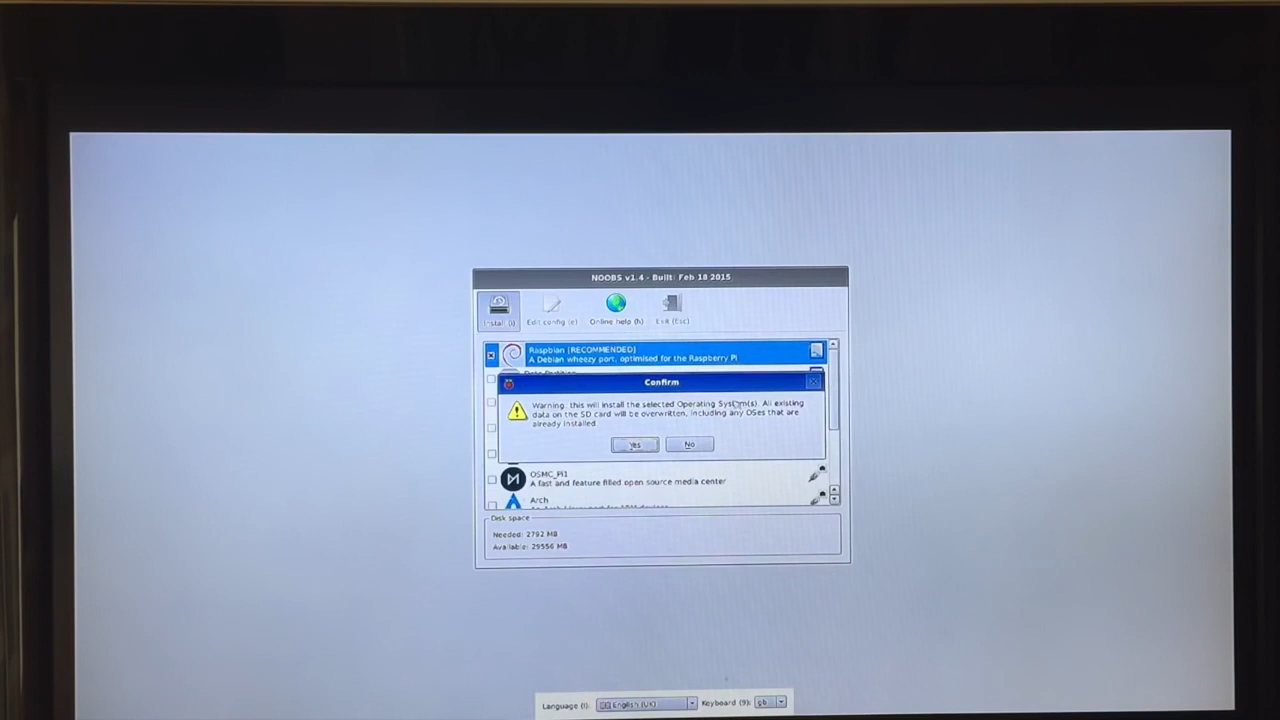 NOOBS v1.4 - Built: Feb 18 2015
Install (i)
Edit config (e)
Online help (h)
Exit (Esc)
Raspbian [RECOMMENDED]
A Debian wheezy port, optimised for the Raspberry Pi
Data Partition
Confirm
Warning: this will install the selected Operating System(s). All existing
data on the SD card will be overwritten, including any OSes that are
already installed.
Yes
No
OSMC_Pi1
A fast and feature filled open source media center
Arch
Disk space
Needed: 2792 MB
Available: 29556 MB
Language (l): English (UK) Keyboard (9): gb